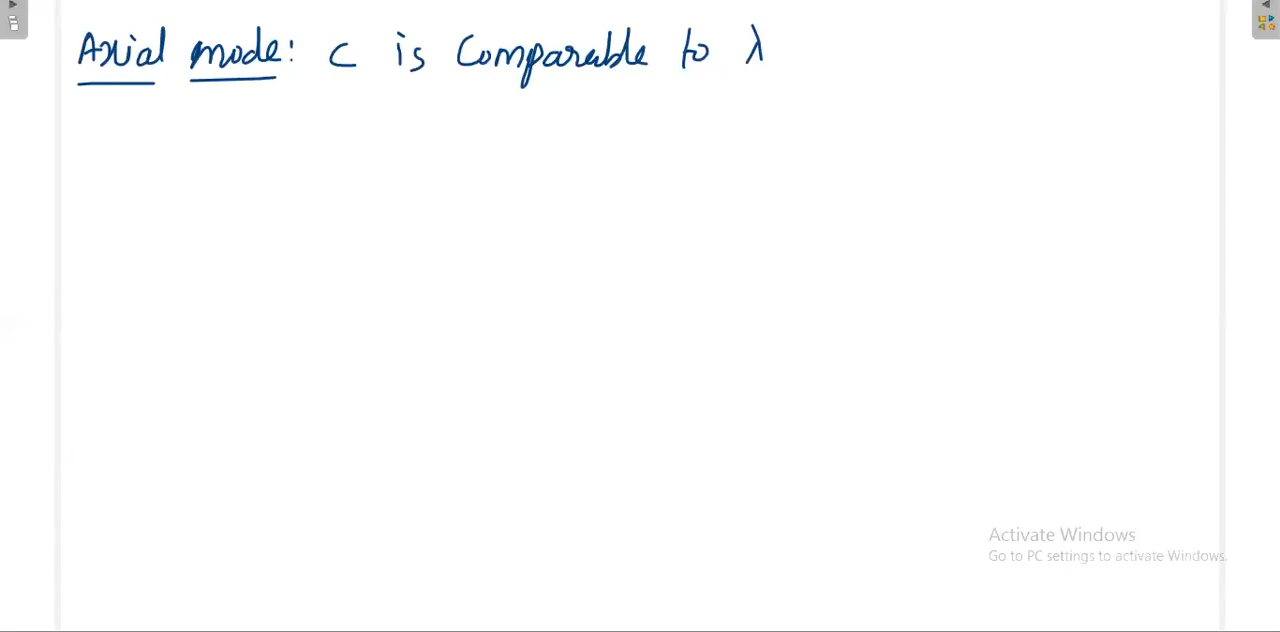 Axial mode: C is Comparable to λ
Activate Windows
Go to PC settings to activate Windows.